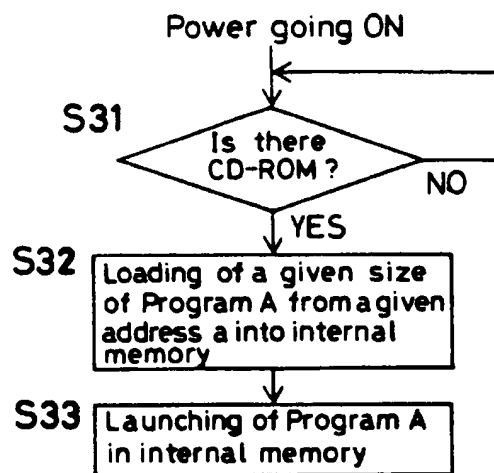 Power going ON
S31
Is there
CD-ROM ?
NO
YES
S32
Loading of a given size
of Program A from a given
address a into internal
memory
S33
Launching of Program A
in internal memory